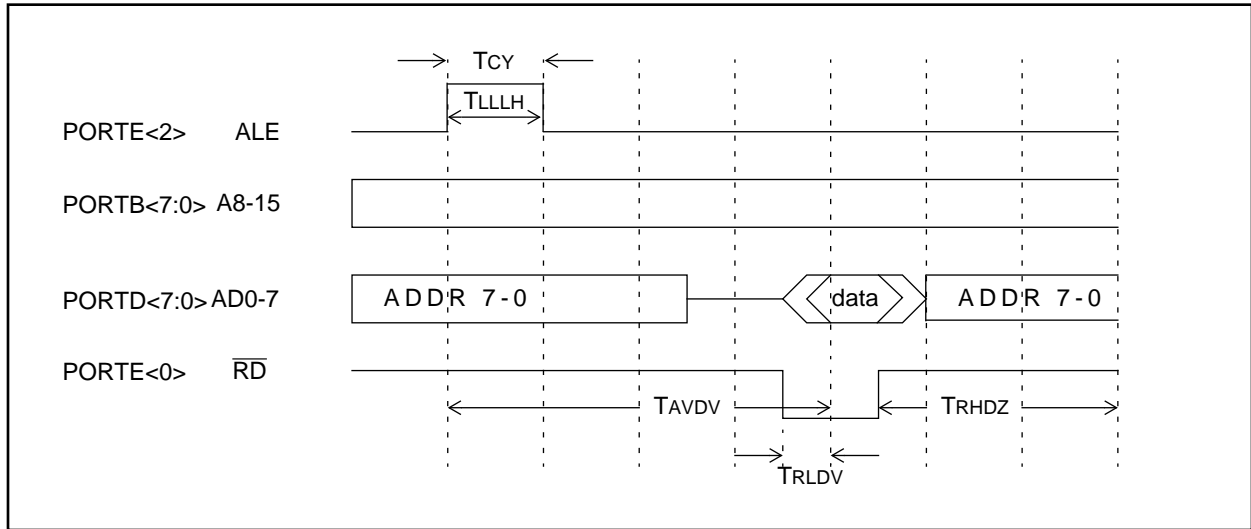 TCY
TLLLH
PORTE<2> ALE
PORTB<7:0> A8-15
PORTD<7:0> AD0-7 ADDR 7-0 data ADDR 7-0
PORTE<0> R̅D̅
TAVDV TRHDZ
TRLDV